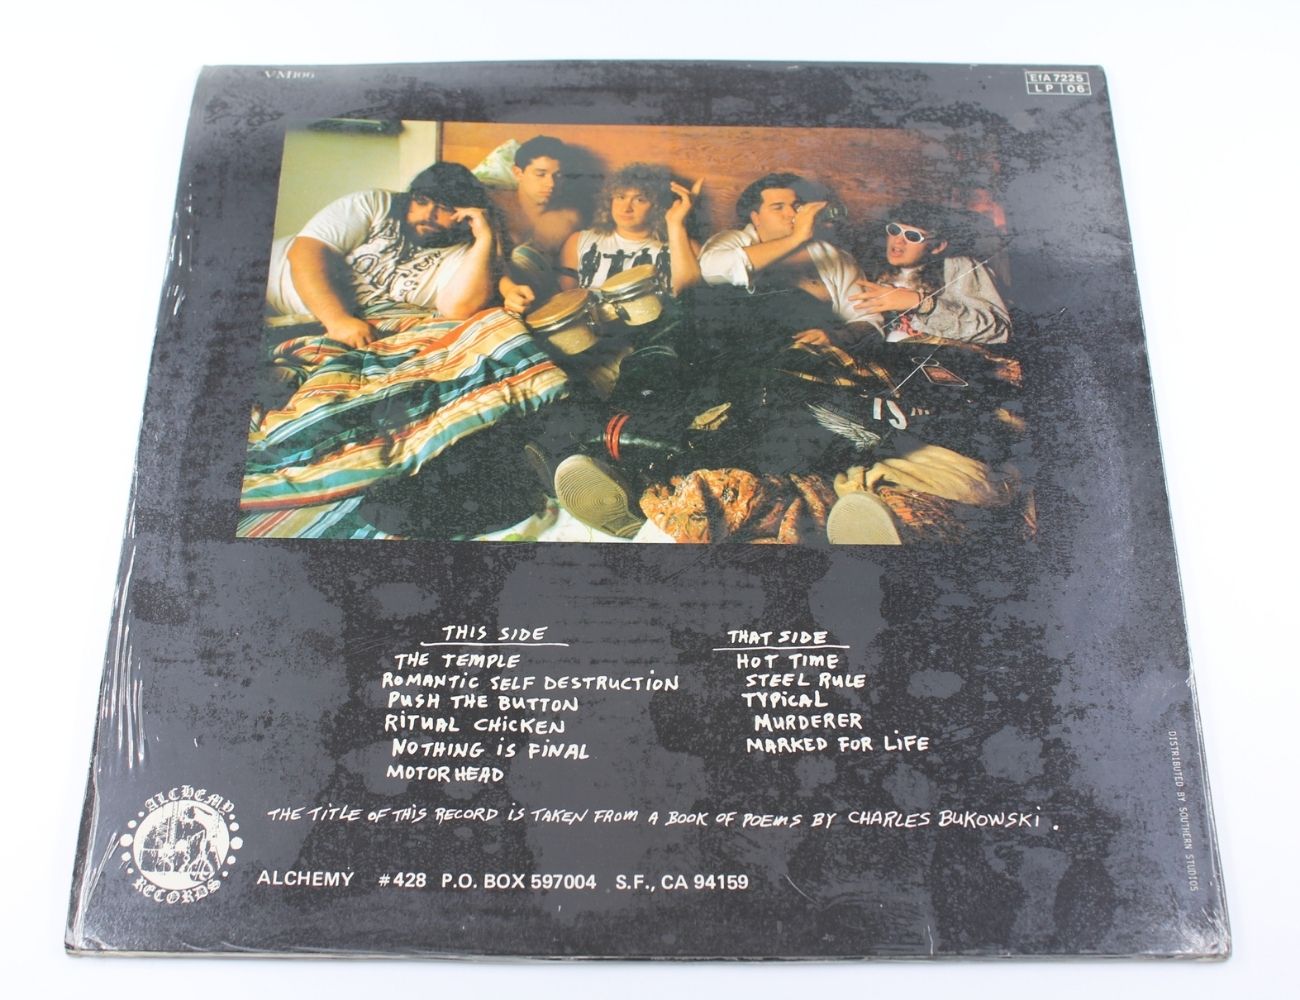 VM106
EfA 7225
LP 06
THIS SIDE
THE TEMPLE
ROMANTIC SELF DESTRUCTION
PUSH THE BUTTON
RITUAL CHICKEN
NOTHING IS FINAL
MOTORHEAD
THAT SIDE
HOT TIME
STEEL RULE
TYPICAL
MURDERER
MARKED FOR LIFE
THE TITLE OF THIS RECORD IS TAKEN FROM A BOOK OF POEMS BY CHARLES BUKOWSKI.
ALCHEMY
RECORDS
ALCHEMY #428 P.O. BOX 597004 S.F., CA 94159
DISTRIBUTED BY SOUTHERN STUDIOS